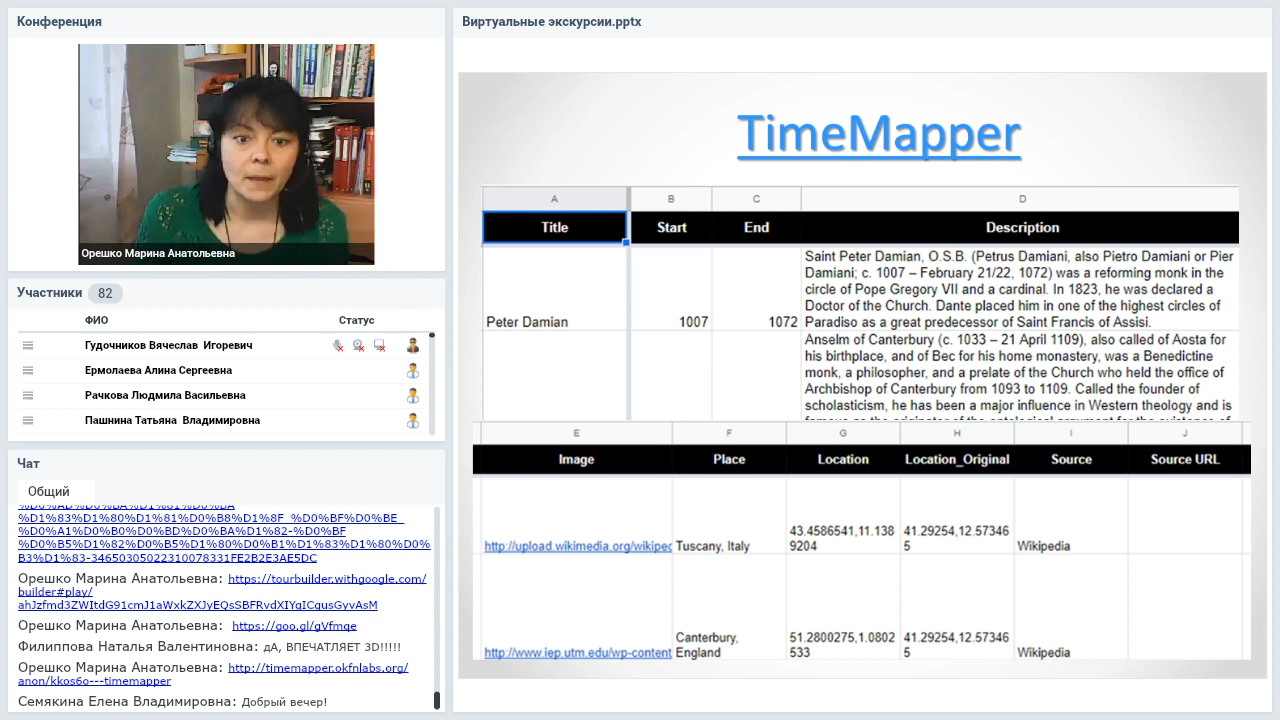 Конференция
Орешко Марина Анатольевна
Участники 82
ФИО Статус
Гудочников Вячеслав Игоревич
Ермолаева Алина Сергеевна
Рачкова Людмила Васильевна
Пашнина Татьяна Владимировна
Чат
Общий
%D1%83%D1%80%D1%81%D0%B8%D1%8F_%D0%BF%D0%BE_
%D0%A1%D0%B0%D0%BD%D0%BA%D1%82-%D0%BF
%D0%B5%D1%82%D0%B5%D1%80%D0%B1%D1%83%D1%80%D0%
B3%D1%83-34650305022310078331FE2B2E3AE5DC
Орешко Марина Анатольевна: https://tourbuilder.withgoogle.com/
builder#play/
ahJzfmd3ZWItdG91cmJ1aWxkZXJyEQsSBFRvdXIYgICgusGyvAsM
Орешко Марина Анатольевна: https://goo.gl/gVfmqe
Филиппова Наталья Валентиновна: дА, ВПЕЧАТЛЯЕТ 3D!!!!!
Орешко Марина Анатольевна: http://timemapper.okfnlabs.org/
anon/kkos6o---timemapper
Семякина Елена Владимировна: Добрый вечер!
Виртуальные экскурсии.pptx
TimeMapper
A B C D
Title Start End Description
Saint Peter Damian, O.S.B. (Petrus Damiani, also Pietro Damiani or Pier
Damiani; c. 1007 – February 21/22, 1072) was a reforming monk in the
circle of Pope Gregory VII and a cardinal. In 1823, he was declared a
Doctor of the Church. Dante placed him in one of the highest circles of
Peter Damian 1007 1072 Paradiso as a great predecessor of Saint Francis of Assisi.
Anselm of Canterbury (c. 1033 – 21 April 1109), also called of Aosta for
his birthplace, and of Bec for his home monastery, was a Benedictine
monk, a philosopher, and a prelate of the Church who held the office of
Archbishop of Canterbury from 1093 to 1109. Called the founder of
scholasticism, he has been a major influence in Western theology and is
E F G H I J
Image Place Location Location_Original Source Source URL
43.4586541,11.138 41.29254,12.57346
http://upload.wikimedia.org/wikipec Tuscany, Italy 9204 5 Wikipedia
Canterbury, 51.2800275,1.0802 41.29254,12.57346
http://www.iep.utm.edu/wp-content England 533 5 Wikipedia